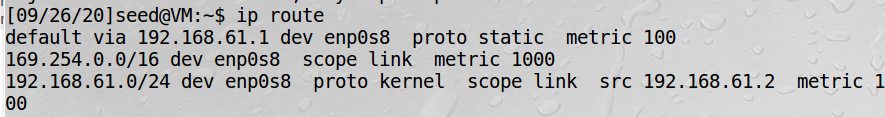 [09/26/20]seed@VM:~$ ip route
default via 192.168.61.1 dev enp0s8  proto static  metric 100
169.254.0.0/16 dev enp0s8  scope link  metric 1000
192.168.61.0/24 dev enp0s8  proto kernel  scope link  src 192.168.61.2  metric 1
00